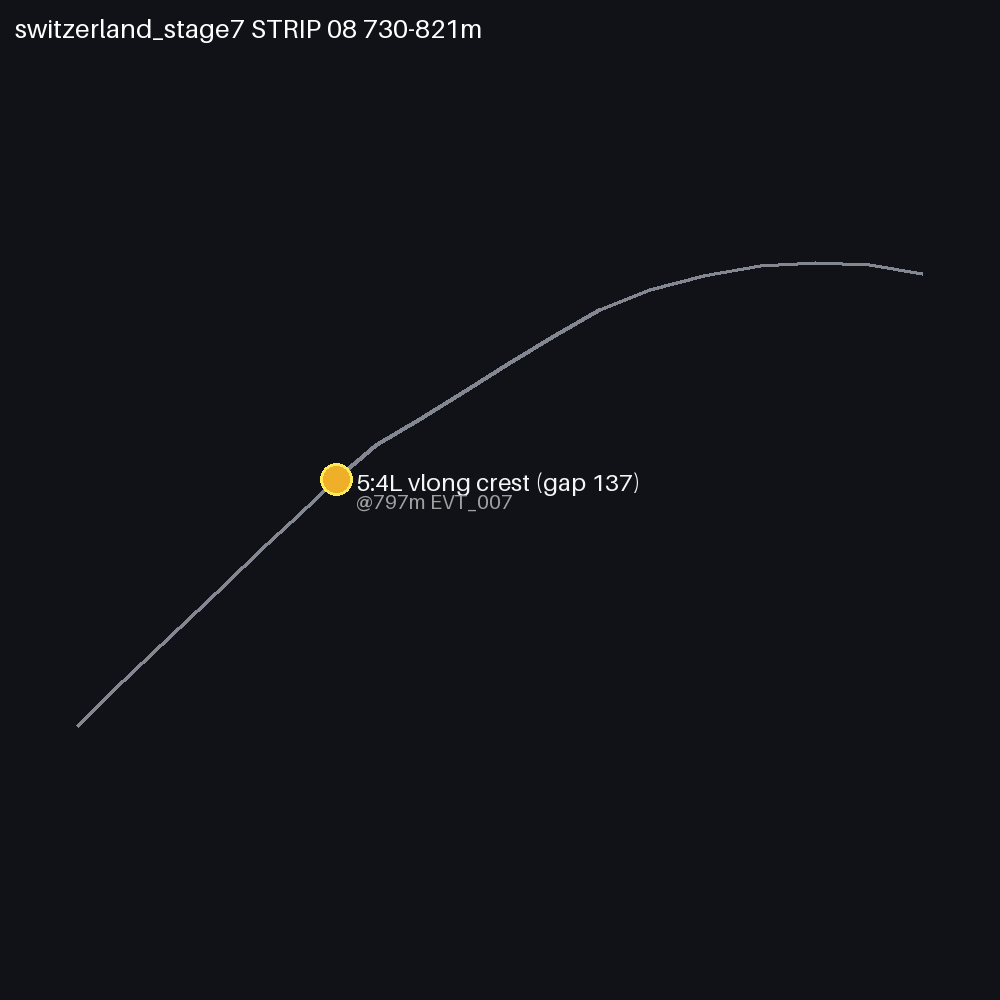 switzerland_stage7 STRIP 08 730-821m
5:4L vlong crest (gap 137)
@797m EVT_007